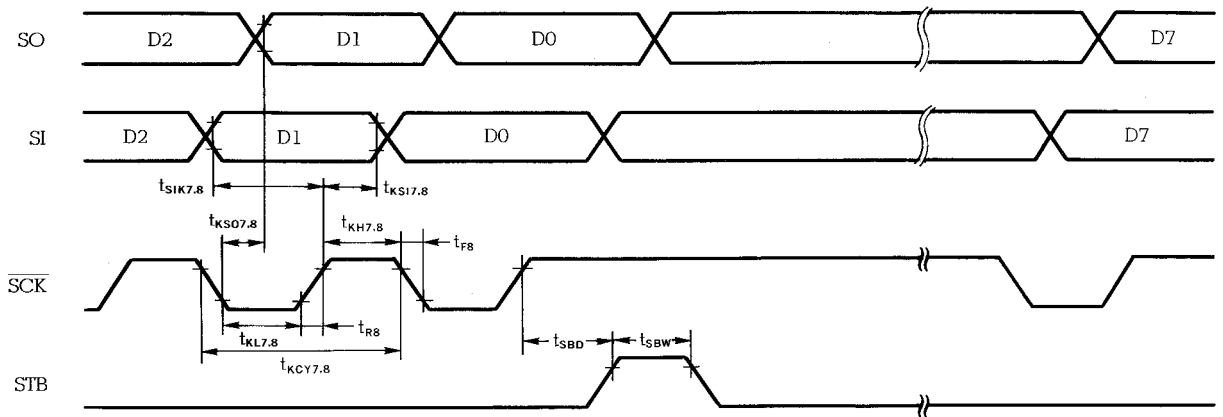 SO D2 D1 D0 D7
SI D2 D1 D0 D7
tSIK7.8 tKSI7.8
tKSO7.8 tKH7.8 tF8
SCK
tKL7.8 tR8
tKCY7.8
tSBD tSBW
STB